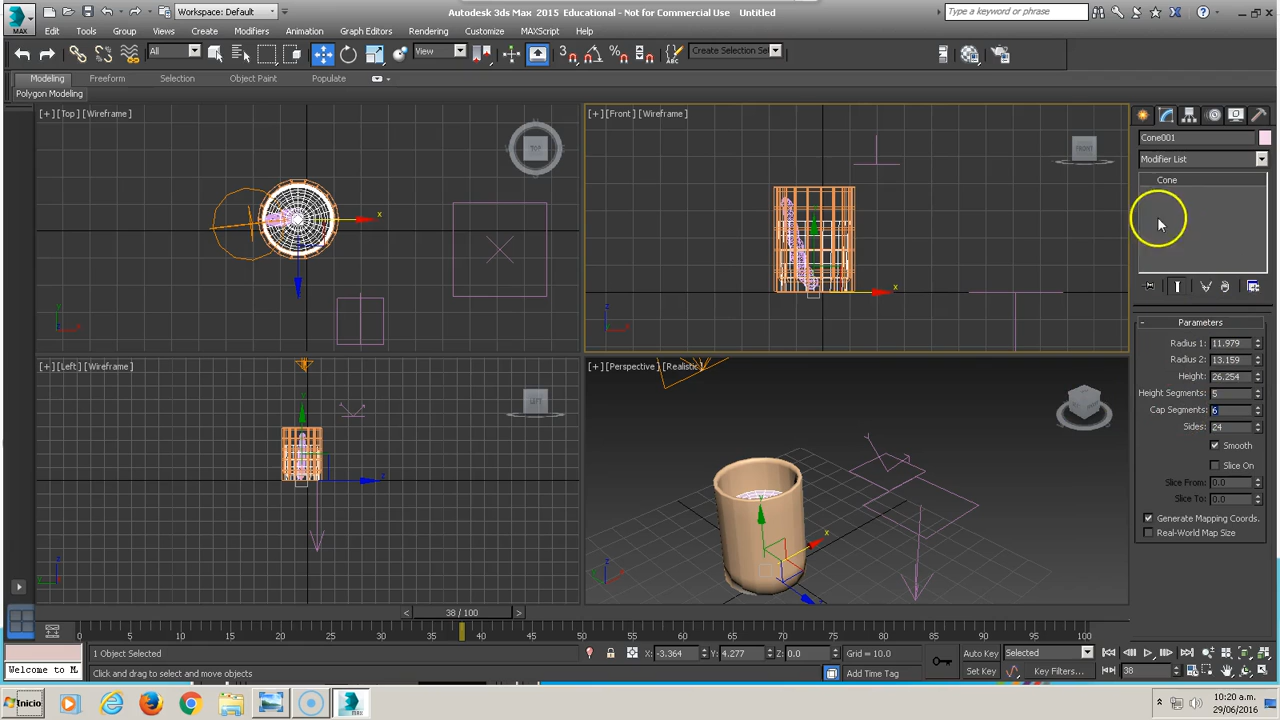 Workspace: Default
Autodesk 3ds Max 2015 Educational - Not for Commercial Use Untitled
Type a keyword or phrase
MAX
Edit Tools Group Views Create Modifiers Animation Graph Editors Rendering Customize MAXScript Help
All View Create Selection Se
Modeling Freeform Selection Object Paint Populate
Polygon Modeling
[+] [Top] [Wireframe]
TOP
[+] [Front] [Wireframe]
FRONT
[+] [Left] [Wireframe]
LEFT
[+] [Perspective] [Realistic]
Cone001
Modifier List
Cone
Parameters
Radius 1: 11.979
Radius 2: 13.159
Height: 26.254
Height Segments: 5
Cap Segments: 6
Sides: 24
Smooth
Slice On
Slice From: 0.0
Slice To: 0.0
Generate Mapping Coords.
Real-World Map Size
< 38 / 100 >
0 5 10 15 20 25 30 35 40 45 50 55 60 65 70 75 80 85 90 95 100
1 Object Selected
X: -3.364 Y: 4.277 Z: 0.0 Grid = 10.0
Auto Key Selected
Welcome to M
Click and drag to select and move objects
Add Time Tag
Set Key Key Filters... 38
Inicio
10:20 a.m.
29/06/2016